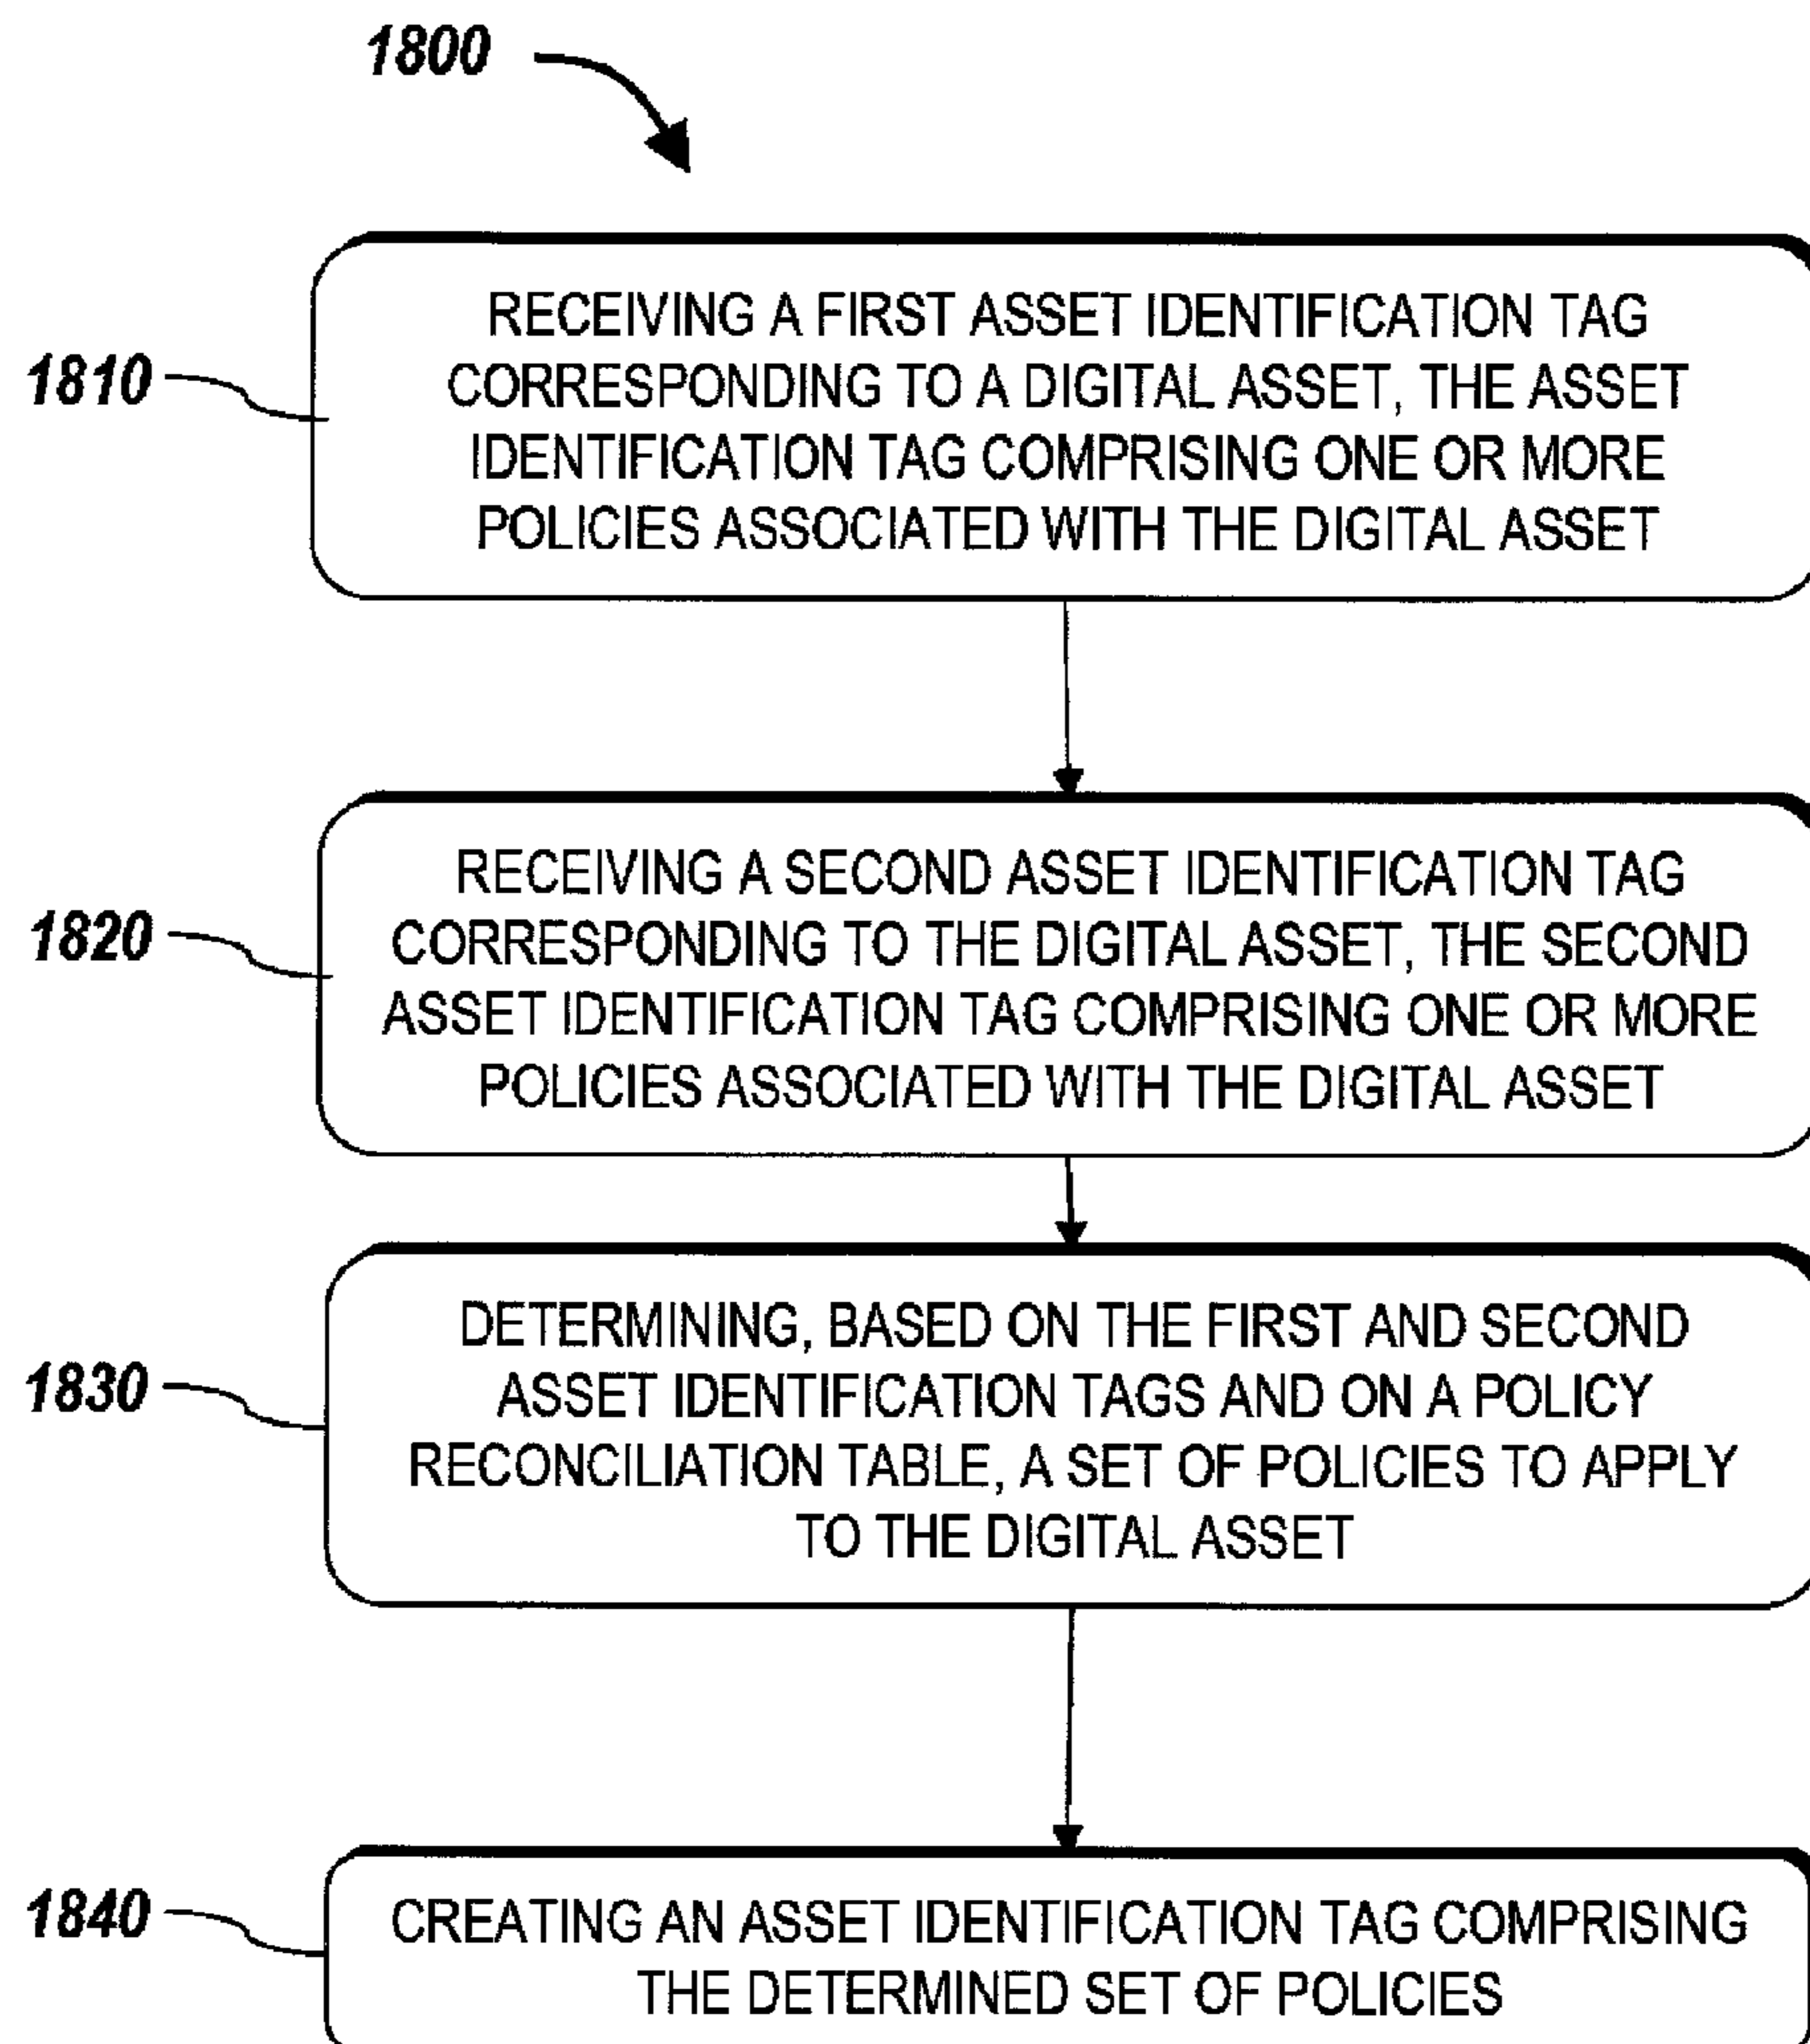 1800
RECEIVING A FIRST ASSET IDENTIFICATION TAG
1810
CORRESPONDING TO A DIGITAL ASSET, THE ASSET
IDENTIFICATION TAG COMPRISING ONE OR MORE
POLICIES ASSOCIATED WITH THE DIGITAL ASSET
RECEIVING A SECOND ASSET IDENTIFICATION TAG
1820
CORRESPONDING TO THE DIGITAL ASSET, THE SECOND
ASSET IDENTIFICATION TAG COMPRISING ONE OR MORE
POLICIES ASSOCIATED WITH THE DIGITAL ASSET
DETERMINING, BASED ON THE FIRST AND SECOND
1830
ASSET IDENTIFICATION TAGS AND ON A POLICY
RECONCILIATION TABLE, A SET OF POLICIES TO APPLY
TO THE DIGITAL ASSET
1840
CREATING AN ASSET IDENTIFICATION TAG COMPRISING
THE DETERMINED SET OF POLICIES